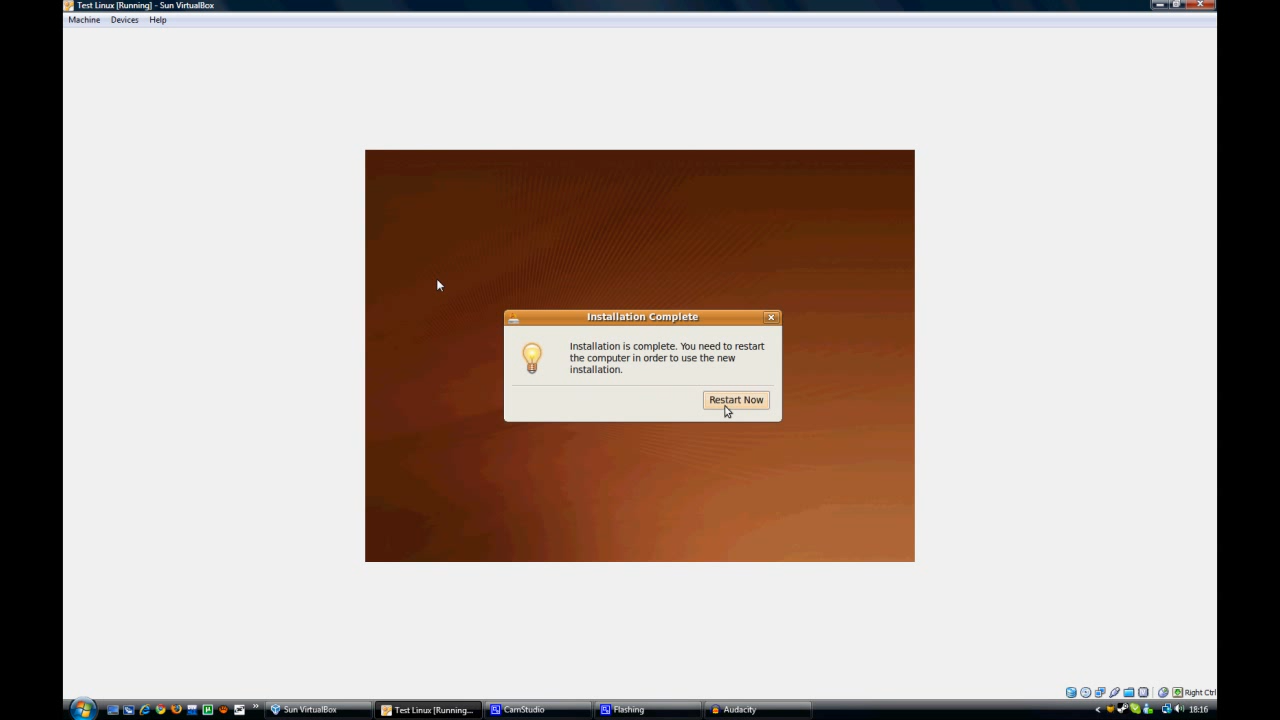 Test Linux [Running] - Sun VirtualBox
Machine Devices Help
Installation Complete
Installation is complete. You need to restart
the computer in order to use the new
installation.
Restart Now
Right Ctrl
Sun VirtualBox
Test Linux [Running...
CamStudio
Flashing
Audacity
18:16